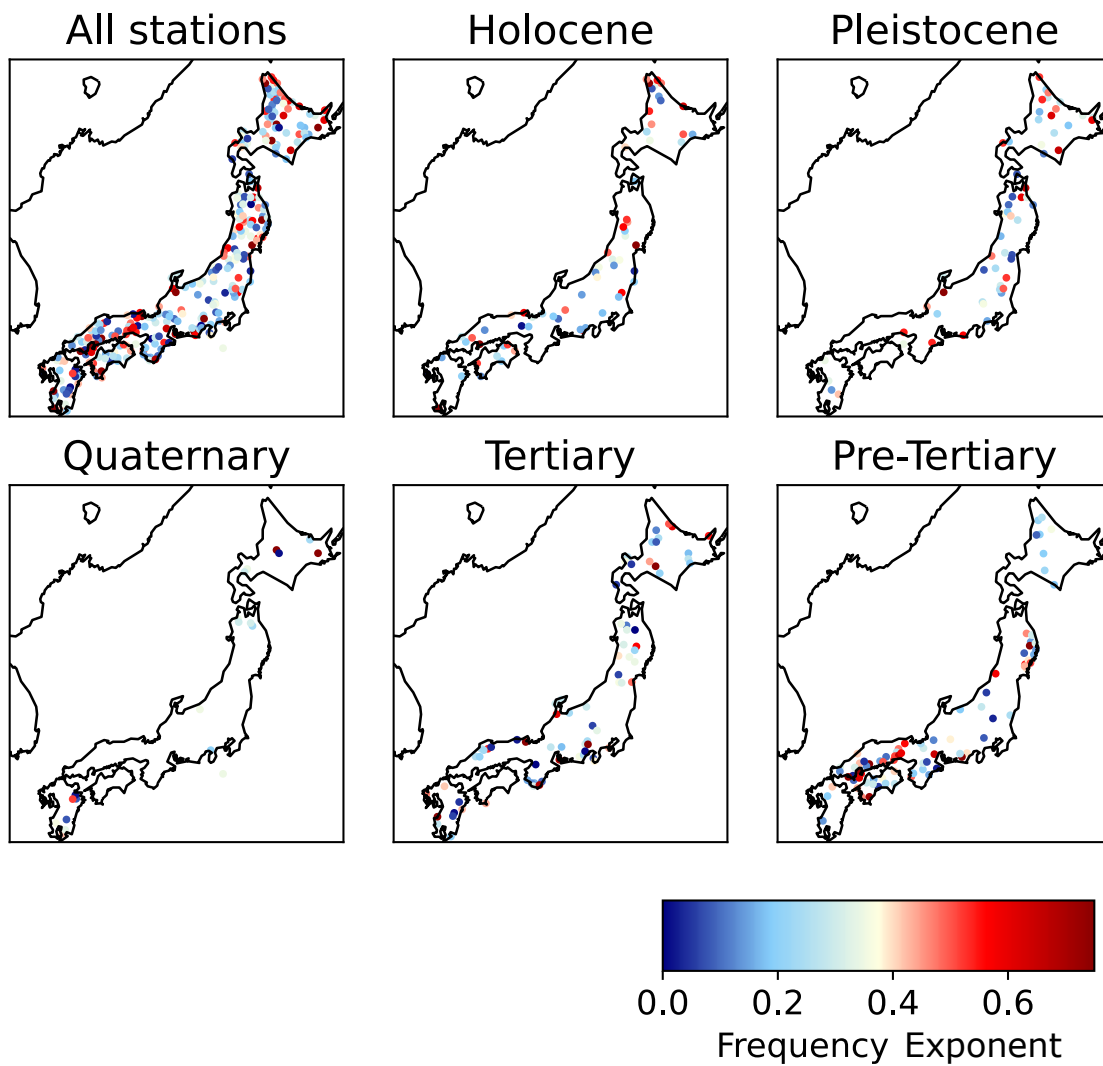 All stations
Holocene
Pleistocene
Quaternary
Tertiary
Pre-Tertiary
0.0 0.2 0.4 0.6
Frequency Exponent